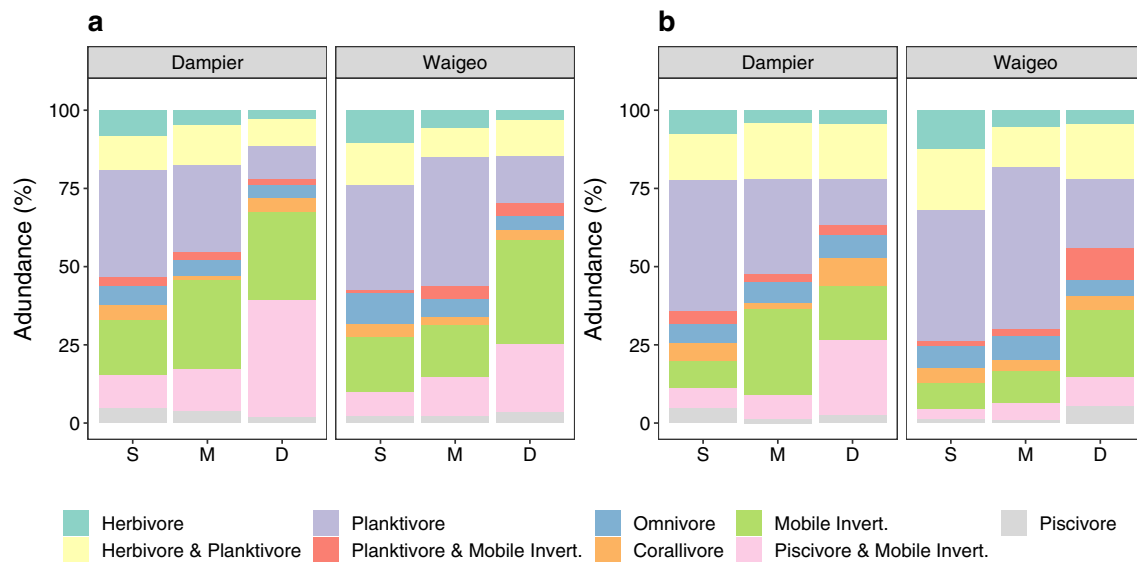 a b
Dampier Waigeo Dampier Waigeo
Adundance (%) Adundance (%)
100 100
75 75
50 50
25 25
0 0
S M D S M D S M D S M D
Herbivore Planktivore Omnivore Mobile Invert. Piscivore
Herbivore & Planktivore Planktivore & Mobile Invert. Corallivore Piscivore & Mobile Invert.